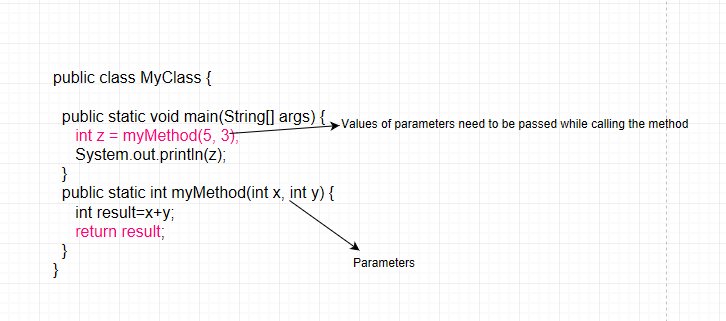 public class MyClass {
public static void main(String[] args) {
int z = myMethod(5, 3);
Values of parameters need to be passed while calling the method
System.out.println(z);
}
public static int myMethod(int x, int y) {
int result=x+y;
return result;
}
Parameters
}